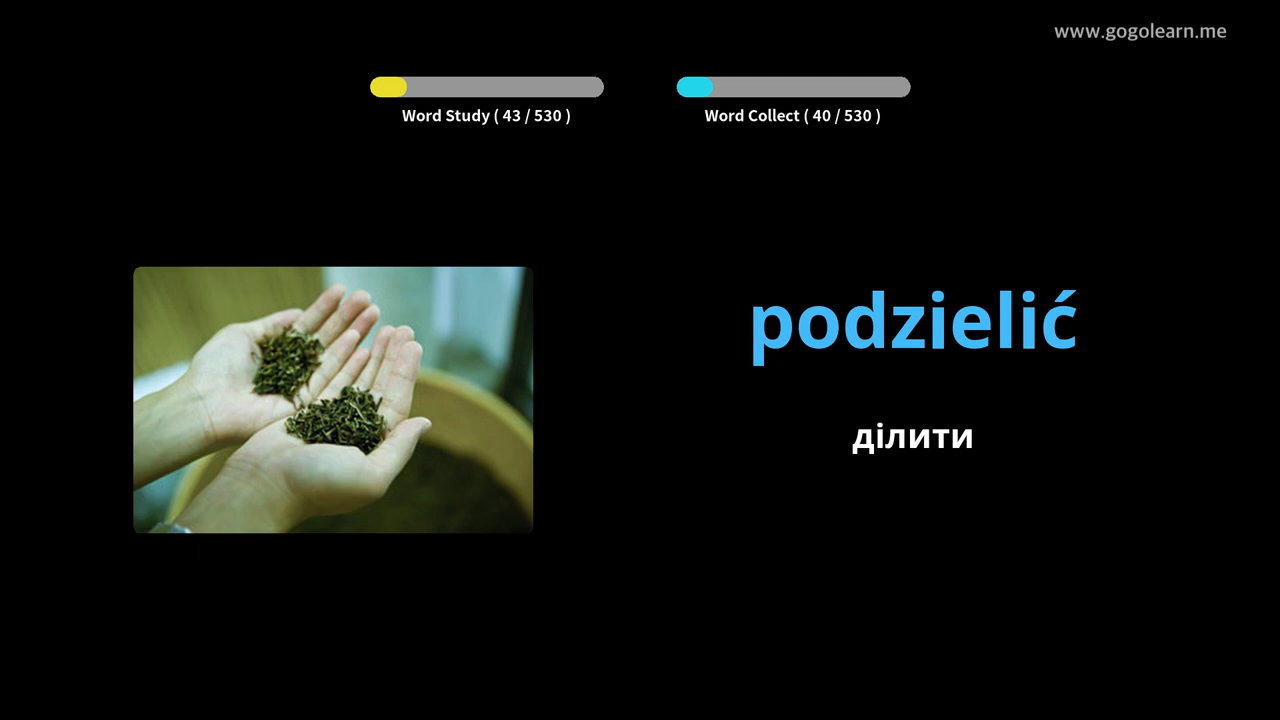 www.gogolearn.me
Word Study ( 43 / 530 )
Word Collect ( 40 / 530 )
podzielić
ділити